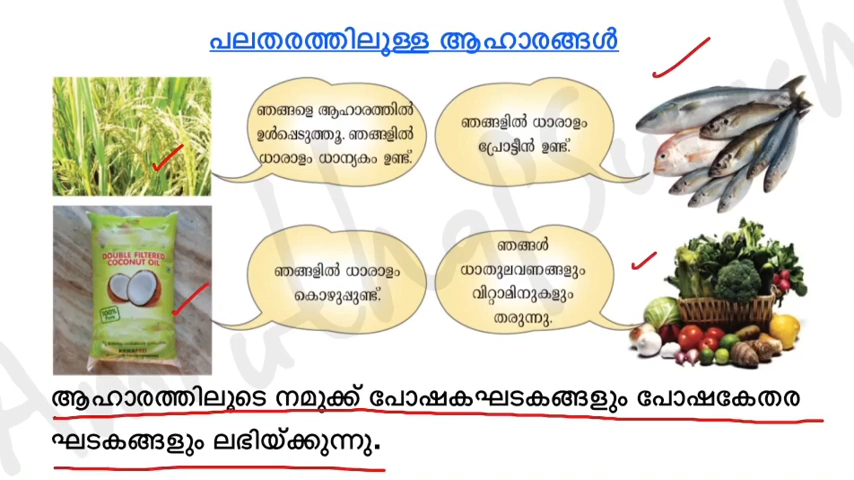 പലതരത്തിലുള്ള ആഹാരങ്ങൾ
ഞങ്ങളെ ആഹാരത്തിൽ
ഉൾപ്പെടുത്തൂ. ഞങ്ങളിൽ
ധാരാളം ധാന്യകം ഉണ്ട്.
ഞങ്ങളിൽ ധാരാളം
പ്രോട്ടീൻ ഉണ്ട്.
DOUBLE FILTERED
COCONUT OIL
100%
ഞങ്ങളിൽ ധാരാളം
കൊഴുപ്പുണ്ട്.
ഞങ്ങൾ
ധാതുലവണങ്ങളും
വിറ്റാമിനുകളും
തരുന്നു.
ആഹാരത്തിലൂടെ നമുക്ക് പോഷകഘടകങ്ങളും പോഷകേതര
ഘടകങ്ങളും ലഭിയ്ക്കുന്നു.